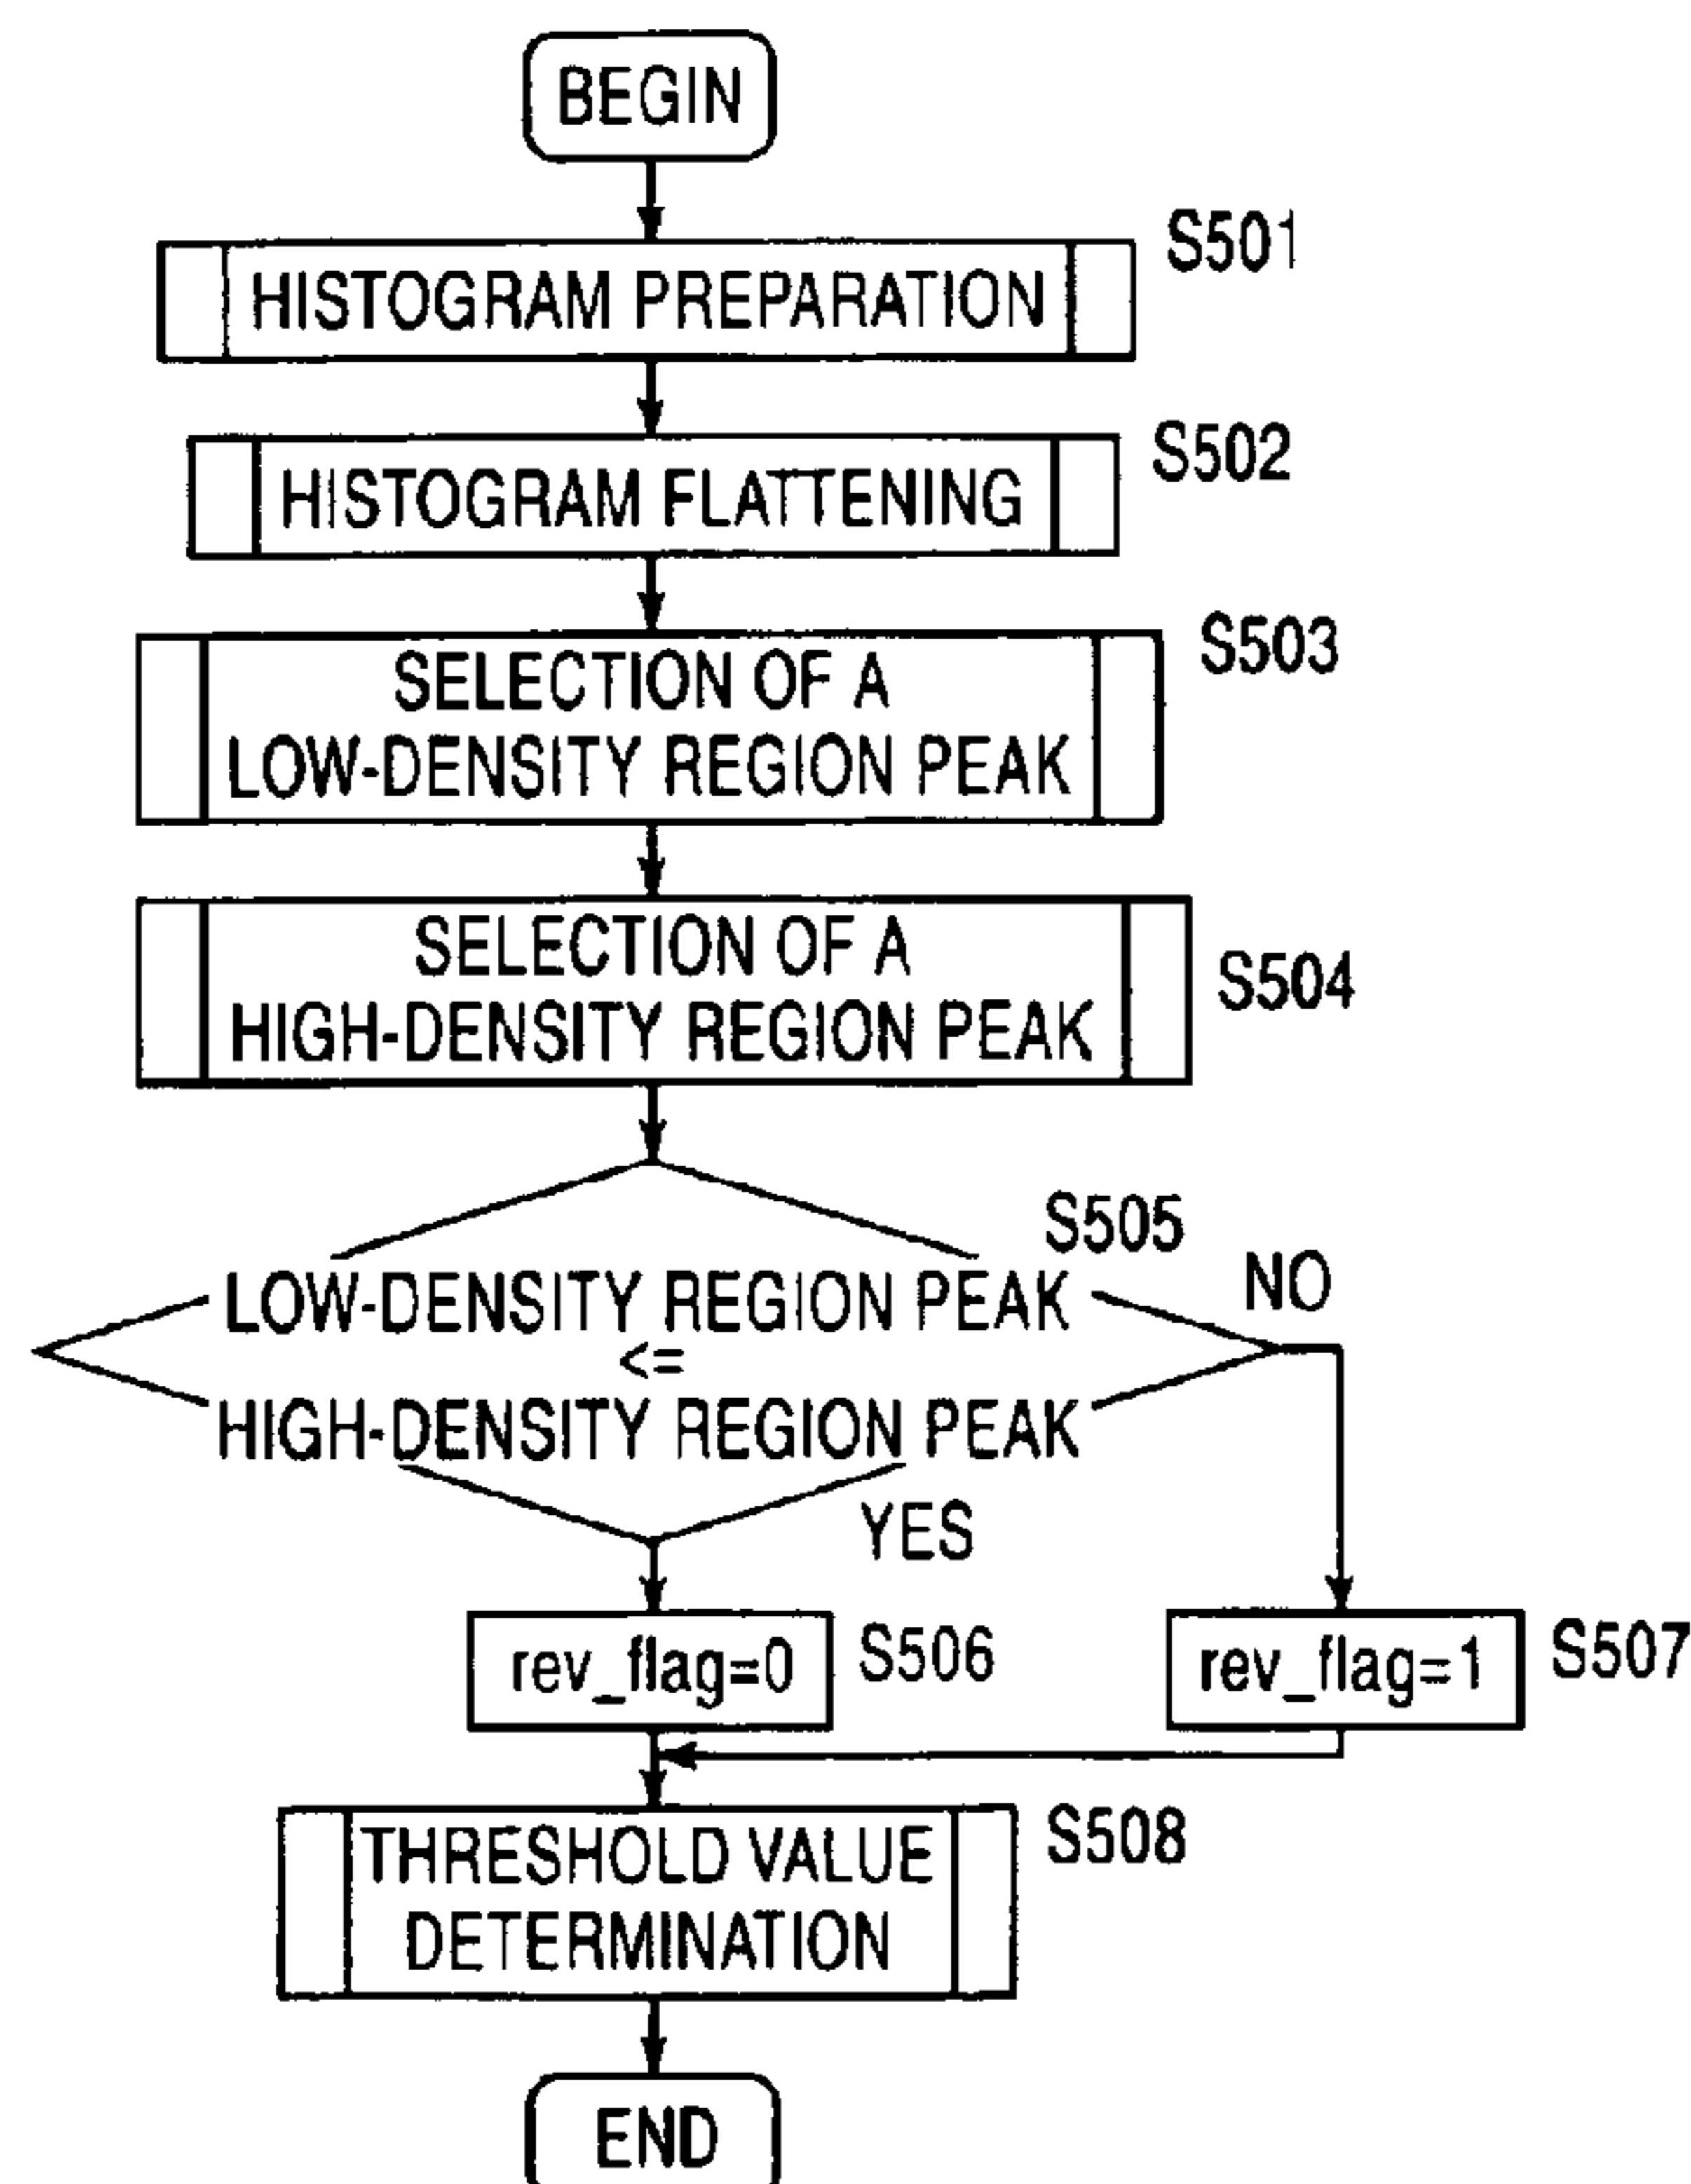 BEGIN
S501
HISTOGRAM PREPARATION
S502
HISTOGRAM FLATTENING
S503
SELECTION OF A
LOW-DENSITY REGION PEAK
S504
SELECTION OF A
HIGH-DENSITY REGION PEAK
S505
LOW-DENSITY REGION PEAK
<=
HIGH-DENSITY REGION PEAK
NO
YES
rev_flag=0
S506
rev_flag=1
S507
THRESHOLD VALUE
DETERMINATION
S508
END